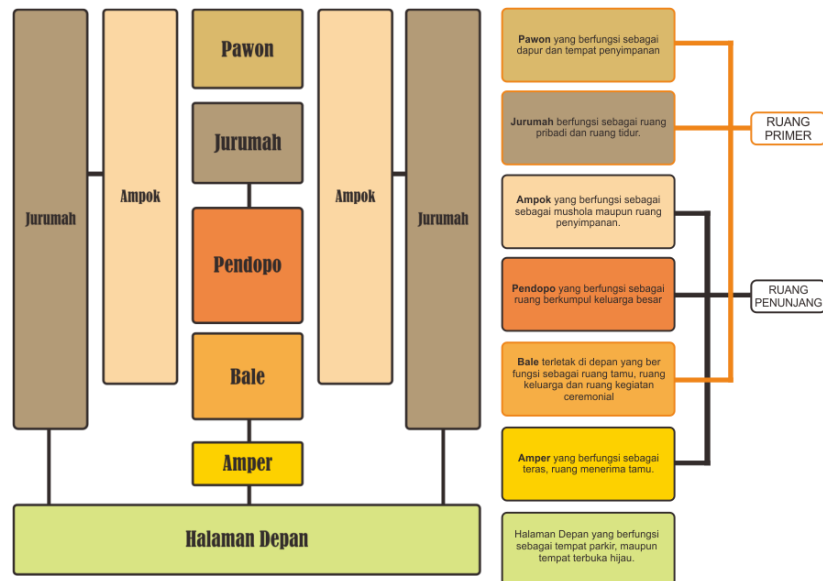 Pawon
Jurumah
Ampok
Ampok
Jurumah
Jurumah
Pendopo
Bale
Amper
Halaman Depan
Pawon yang berfungsi sebagai
dapur dan tempat penyimpanan
Jurumah berfungsi sebagai ruang
pribadi dan ruang tidur.
Ampok yang berfungsi sebagai
sebagai mushola maupun ruang
penyimpanan.
Pendopo yang berfungsi sebagai
ruang berkumpul keluarga besar
Bale terletak di depan yang ber
fungsi sebagai ruang tamu, ruang
keluarga dan ruang kegiatan
ceremonial
Amper yang berfungsi sebagai
teras, ruang menerima tamu.
Halaman Depan yang berfungsi
sebagai tempat parkir, maupun
tempat terbuka hijau.
RUANG
PRIMER
RUANG
PENUNJANG